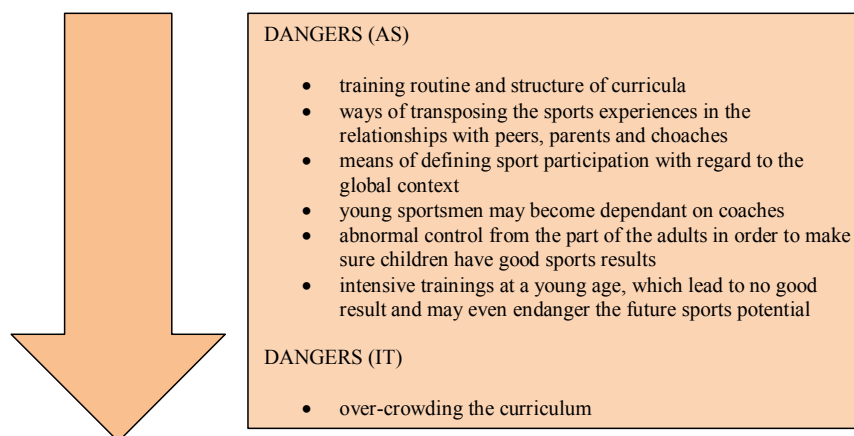 DANGERS (AS)
• training routine and structure of curricula
• ways of transposing the sports experiences in the
relationships with peers, parents and choaches
• means of defining sport participation with regard to the
global context
• young sportsmen may become dependant on coaches
• abnormal control from the part of the adults in order to make
sure children have good sports results
• intensive trainings at a young age, which lead to no good
result and may even endanger the future sports potential
DANGERS (IT)
• over-crowding the curriculum